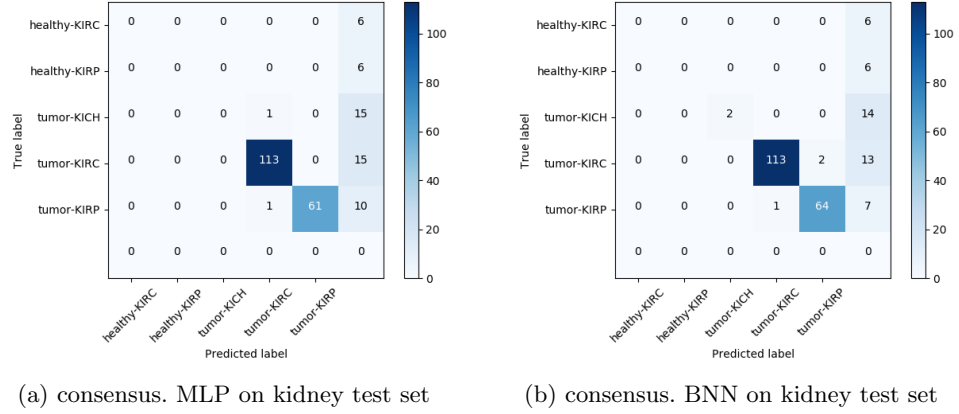 healthy-KIRC
healthy-KIRP
tumor-KICH
tumor-KIRC
tumor-KIRP
True label
0 0 0 0 0 6
0 0 0 0 0 6
0 0 0 1 0 15
0 0 0 113 0 15
0 0 0 1 61 10
0 0 0 0 0 0
healthy-KIRC
healthy-KIRP
tumor-KICH
tumor-KIRC
tumor-KIRP
Predicted label
100
80
60
40
20
0
(a) consensus. MLP on kidney test set
healthy-KIRC
healthy-KIRP
tumor-KICH
tumor-KIRC
tumor-KIRP
True label
0 0 0 0 0 6
0 0 0 0 0 6
0 0 2 0 0 14
0 0 0 113 2 13
0 0 0 1 64 7
0 0 0 0 0 0
healthy-KIRC
healthy-KIRP
tumor-KICH
tumor-KIRC
tumor-KIRP
Predicted label
100
80
60
40
20
0
(b) consensus. BNN on kidney test set